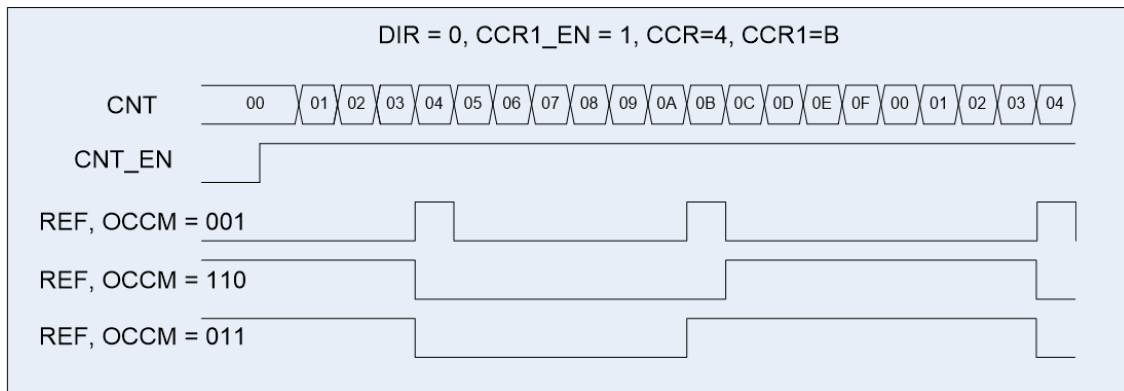 DIR = 0, CCR1_EN = 1, CCR=4, CCR1=B
CNT 00 01 02 03 04 05 06 07 08 09 0A 0B 0C 0D 0E 0F 00 01 02 03 04
CNT_EN
REF, OCCM = 001
REF, OCCM = 110
REF, OCCM = 011